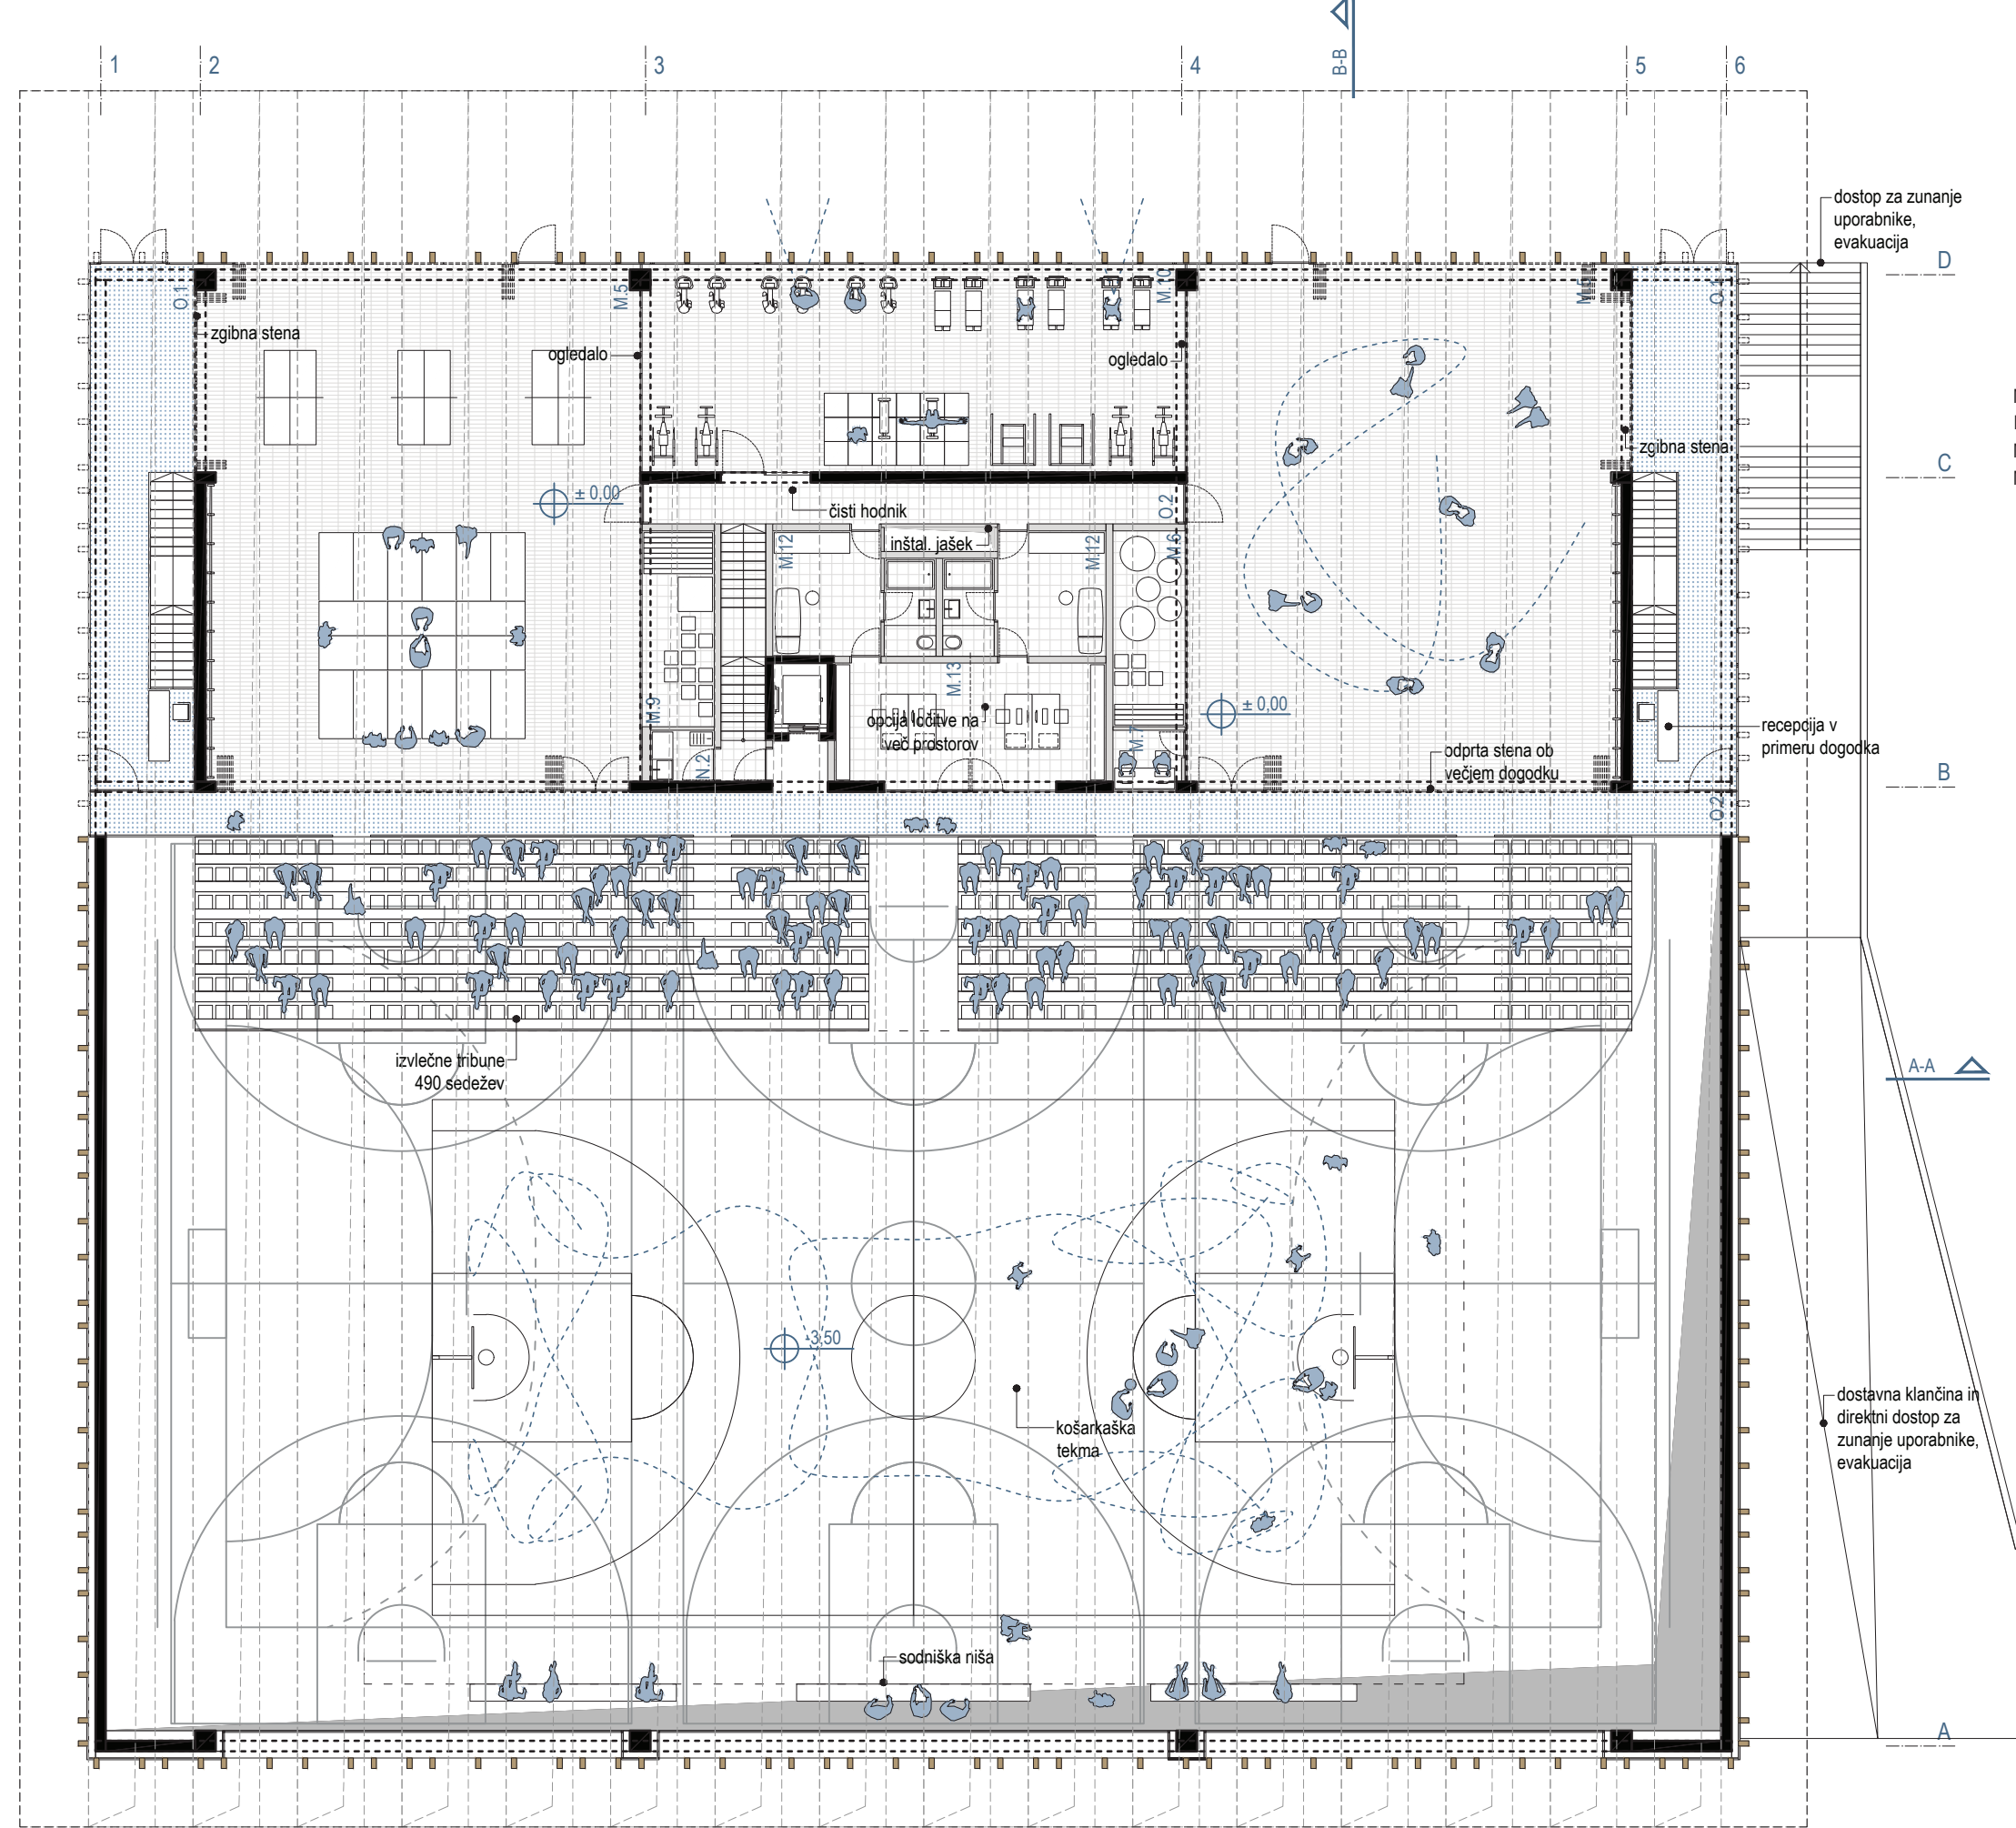 B-B
1
2
3
4
5
6
dostop za zunanje
uporabnike,
evakuacija
D
O.1
M.5
M.10
M.5
O.1
zgibna stena
ogledalo
ogledalo
zgibna stena
C
± 0,00
čisti hodnik
O.2
inštal. jašek
M.12
M.12
M.6
M.13
M.9
opcija ločitve na
več prostorov
± 0,00
M.7
N.2
recepcija v
primeru dogodka
odprta stena ob
večjem dogodku
B
O.2
izvlečne tribune
490 sedežev
A-A
-3,50
košarkaška
tekma
dostavna klančina in
direktni dostop za
zunanje uporabnike,
evakuacija
sodniška niša
A